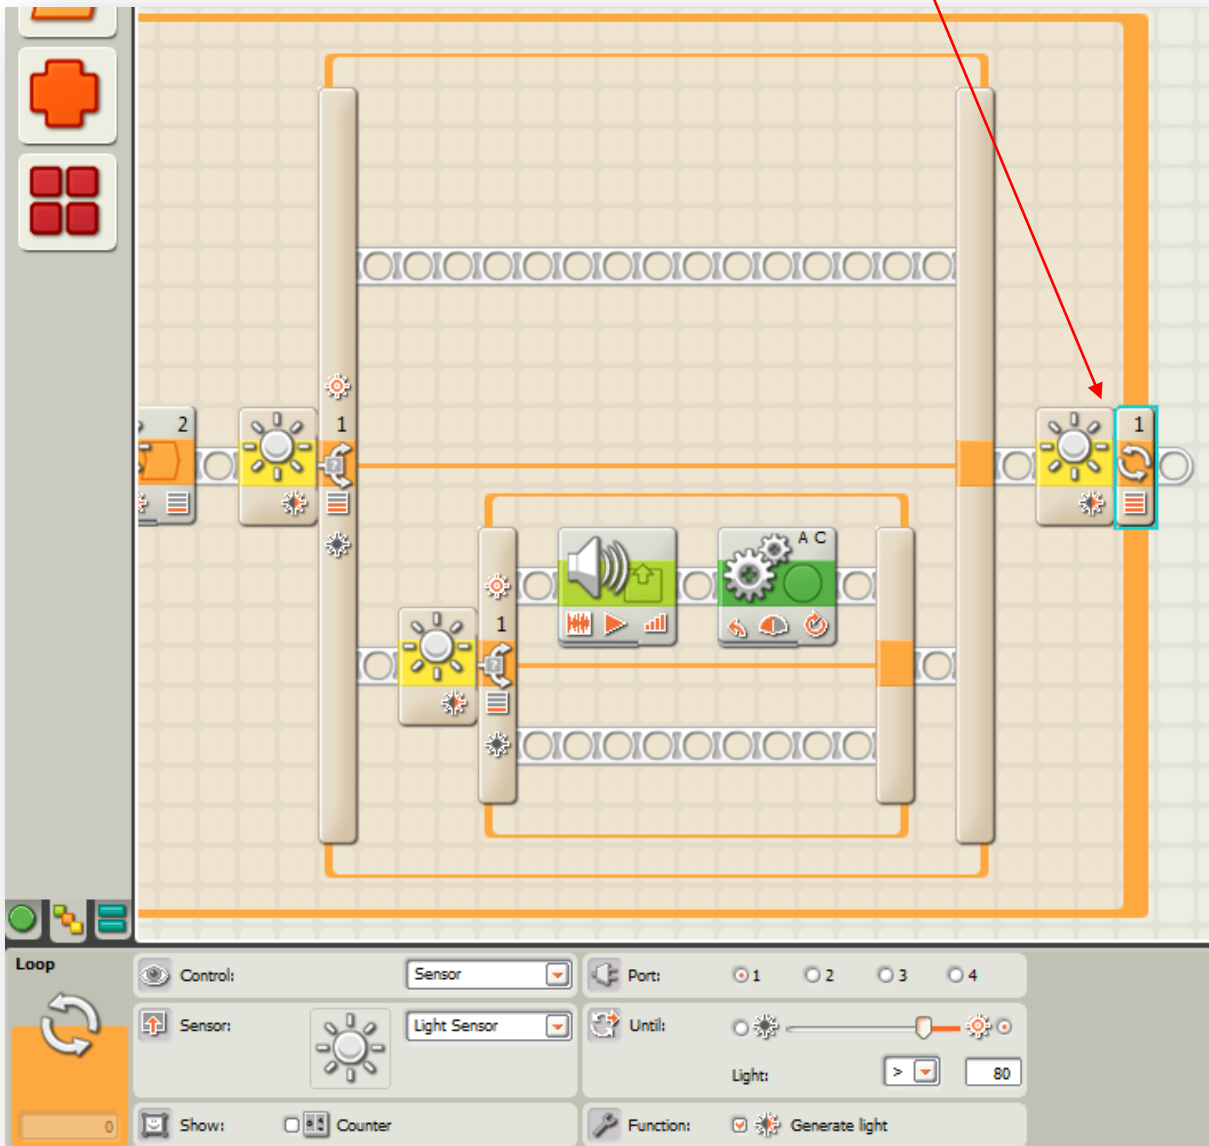 2
1
1
A C
1
Loop
Control:
Sensor
Port:
1
2
3
4
Sensor:
Light Sensor
Until:
Light:
>
80
0
Show:
Counter
Function:
Generate light